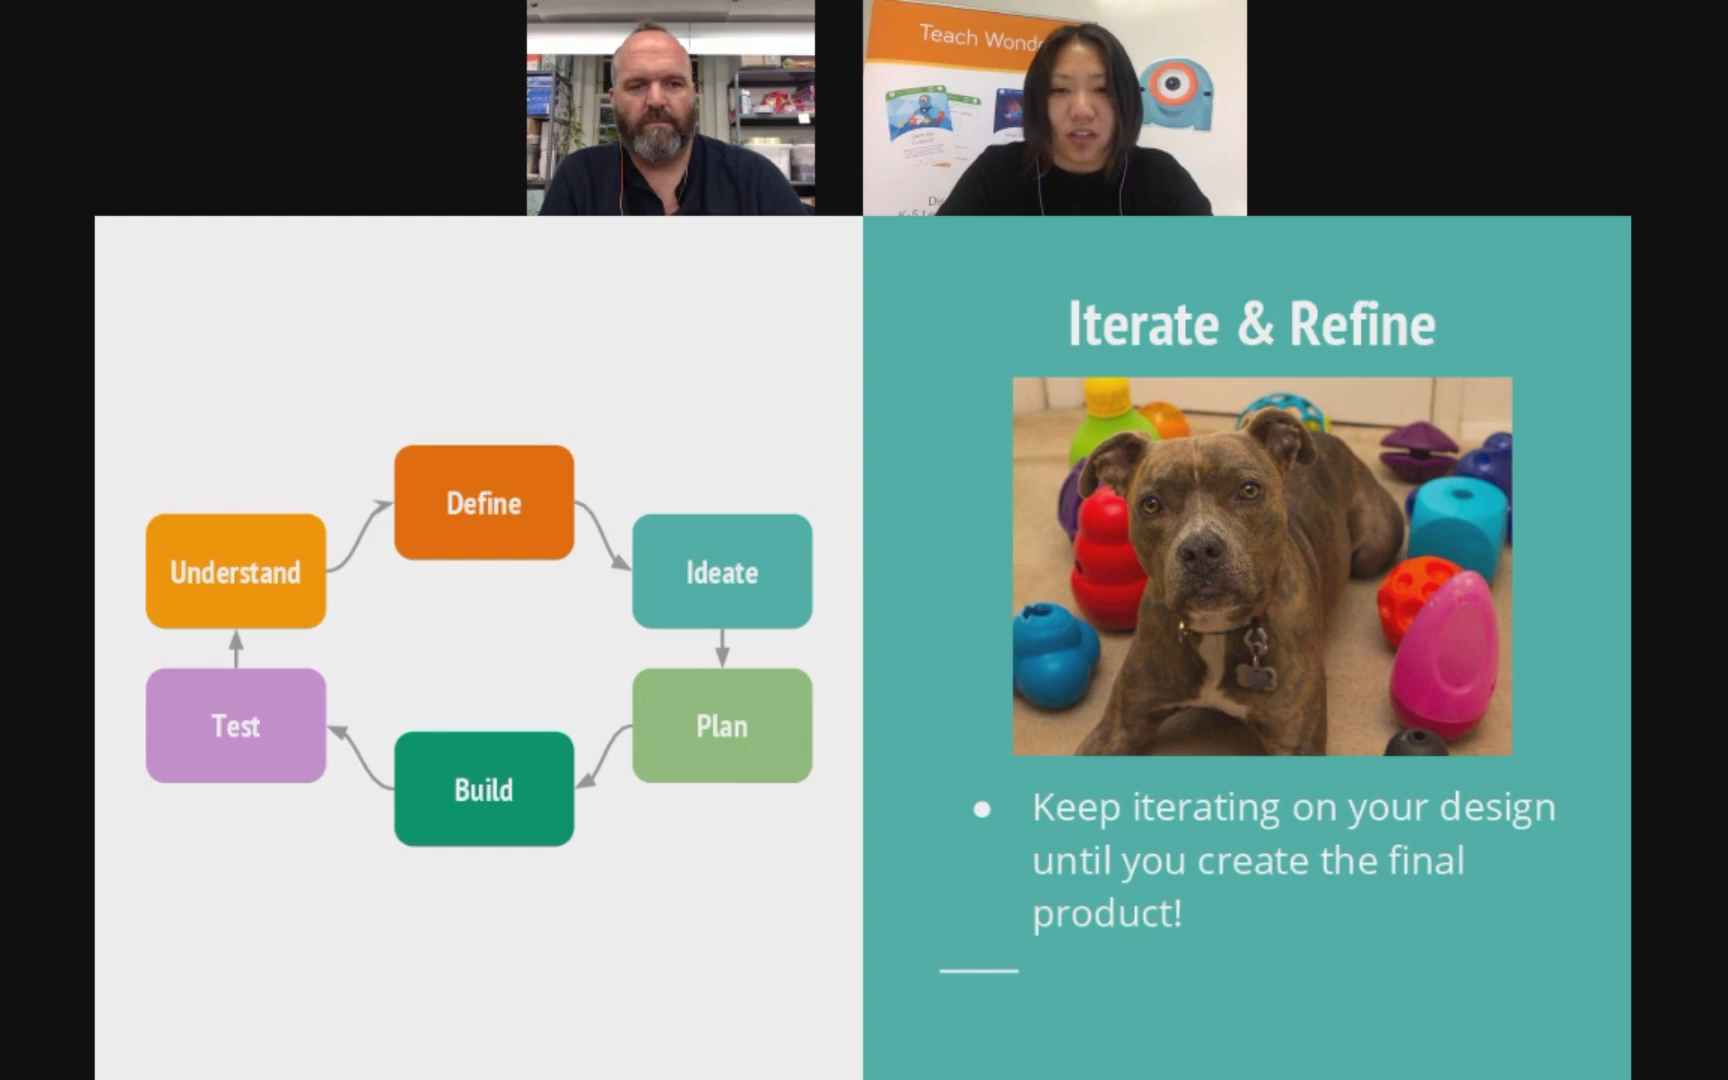 Teach Wonde
Define
Understand
Ideate
Test
Plan
Build
Iterate & Refine
Keep iterating on your design
until you create the final
product!